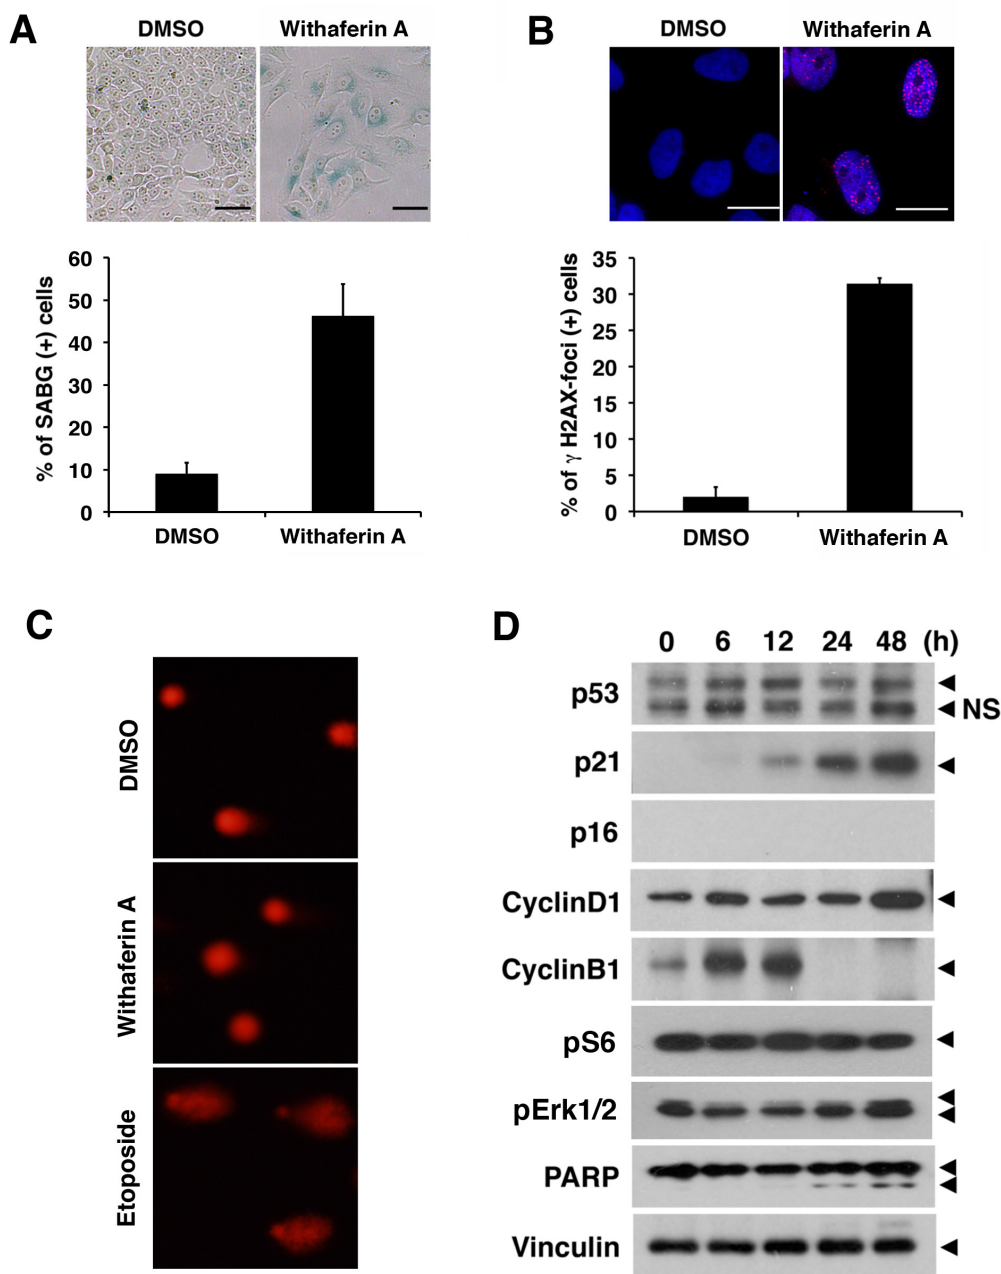 A
DMSO
Withaferin A
60
50
40
30
20
10
0
% of SABG (+) cells
DMSO
Withaferin A
B
DMSO
Withaferin A
35
30
25
20
15
10
5
0
% of γ H2AX-foci (+) cells
DMSO
Withaferin A
C
DMSO
Withaferin A
Etoposide
D
0 6 12 24 48 (h)
p53
NS
p21
p16
CyclinD1
CyclinB1
pS6
pErk1/2
PARP
Vinculin